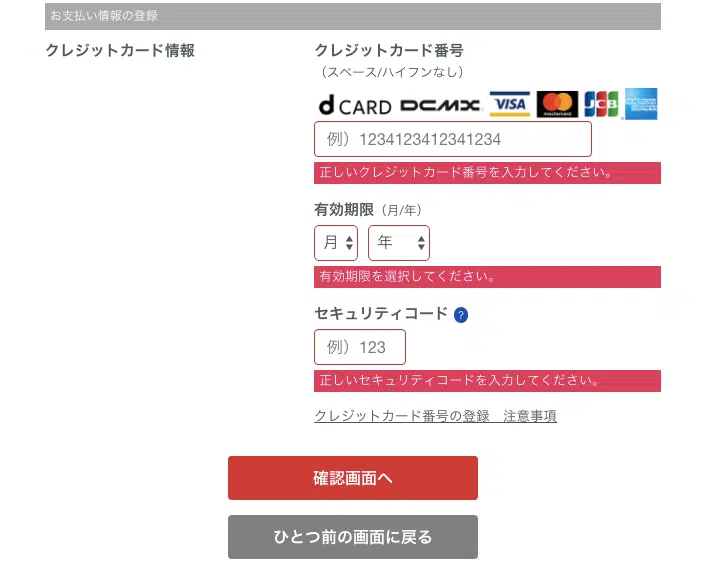 お支払い情報の登録
クレジットカード情報
クレジットカード番号
（スペース/ハイフンなし）
d CARD DCMX VISA mastercard JCB AMERICAN EXPRESS
例）1234123412341234
正しいクレジットカード番号を入力してください。
有効期限（月/年）
月 年
有効期限を選択してください。
セキュリティコード ?
例）123
正しいセキュリティコードを入力してください。
クレジットカード番号の登録　注意事項
確認画面へ
ひとつ前の画面に戻る